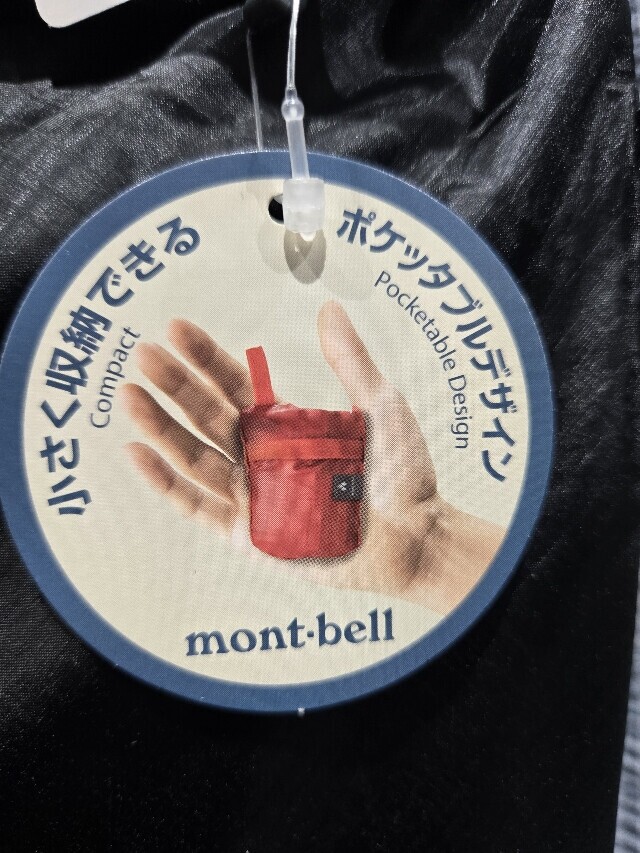 小さく収納できる
Compact
ポケッタブルデザイン
Pocketable Design
mont-bell